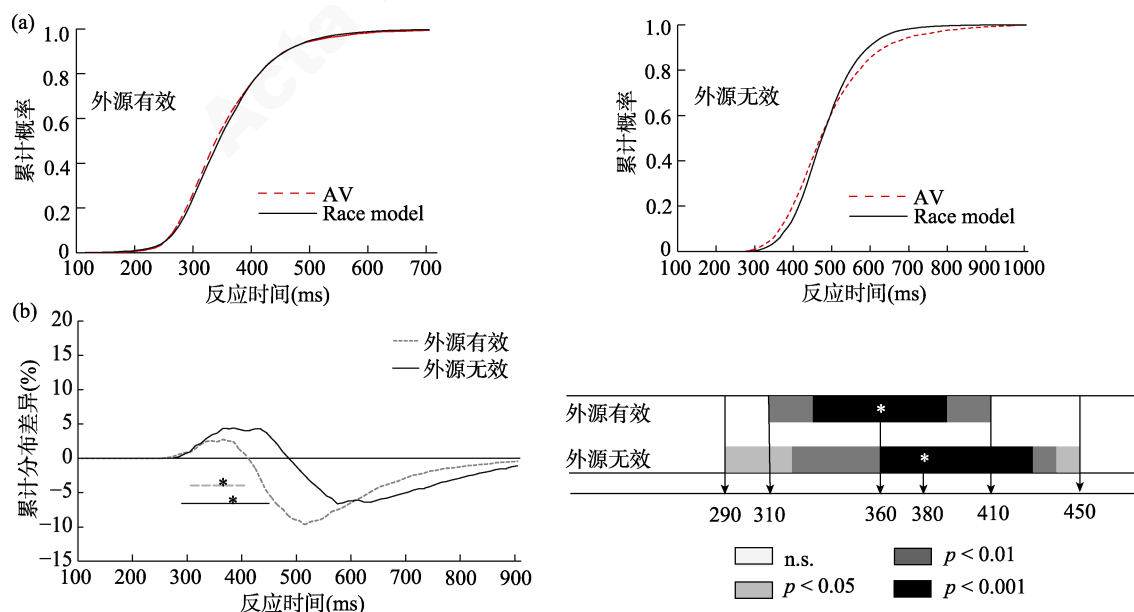 (a)
Acta
1.0
0.8
0.6
0.4
0.2
0
累计概率
外源有效
AV
Race model
100 200 300 400 500 600 700
反应时间(ms)
1.0
0.8
0.6
0.4
0.2
0
累计概率
外源无效
AV
Race model
100 200 300 400 500 600 700 800 900 1000
反应时间(ms)
(b)
20
15
10
5
0
−5
−10
−15
累计分布差异(%)
外源有效
外源无效
*
*
100 200 300 400 500 600 700 800 900
反应时间(ms)
外源有效
*
外源无效
*
290 310 360 380 410 450
n.s.
p < 0.01
p < 0.05
p < 0.001